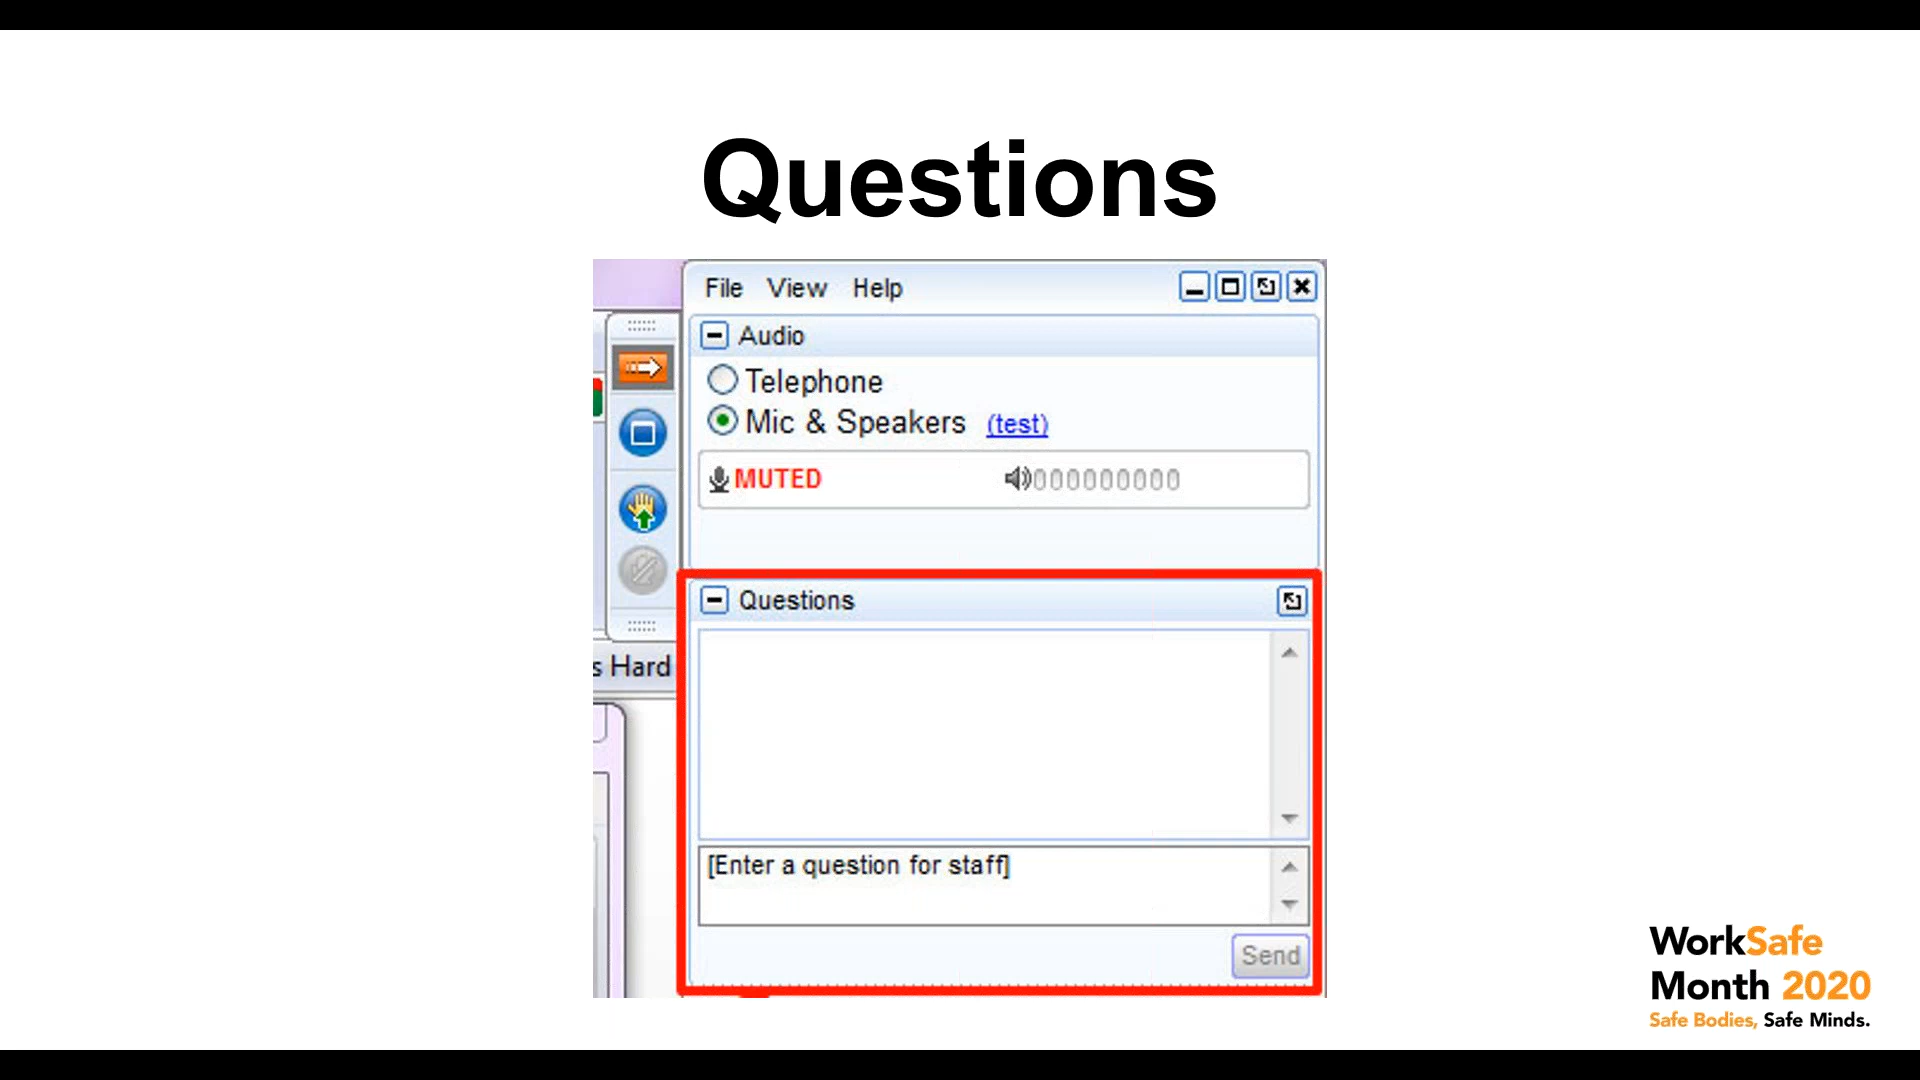 Questions
File View Help
Audio
Telephone
Mic & Speakers (test)
MUTED
Questions
s Hard
[Enter a question for staff]
Send
WorkSafe
Month 2020
Safe Bodies, Safe Minds.